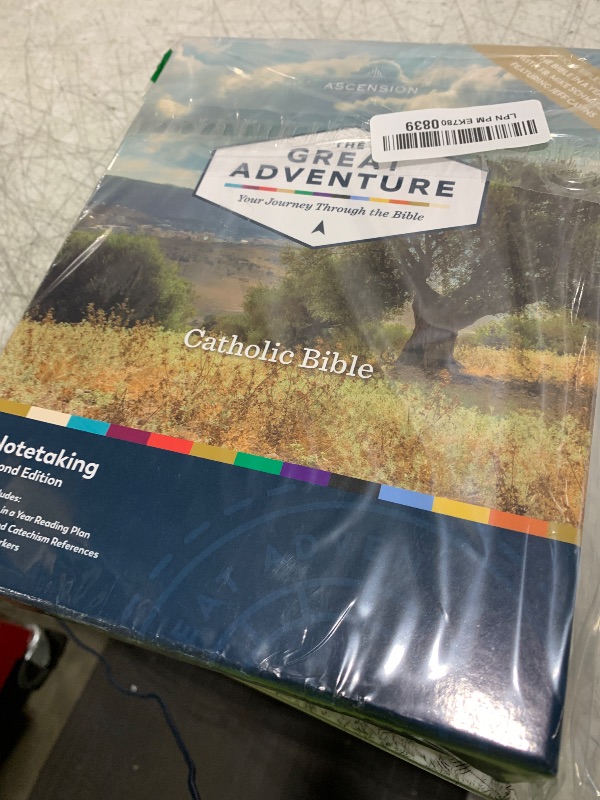 ASCENSION
LPN PM EK780 0839
THE
GREAT
ADVENTURE
Your Journey Through the Bible
Catholic Bible
Notetaking
ond Edition
udes:
in a Year Reading Plan
d Catechism References
rkers